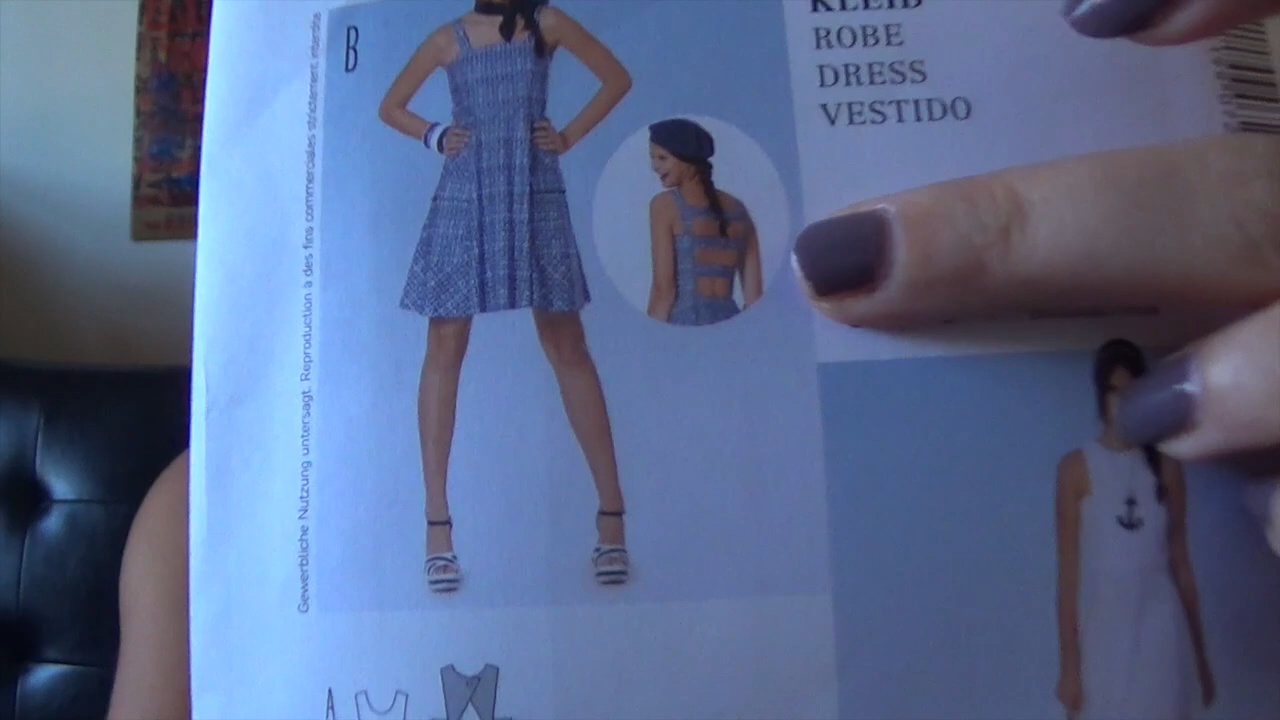 B
KLEID
ROBE
DRESS
VESTIDO
Gewerbliche Nutzung untersagt. Reproduction à des fins commerciales strictement interdite
A